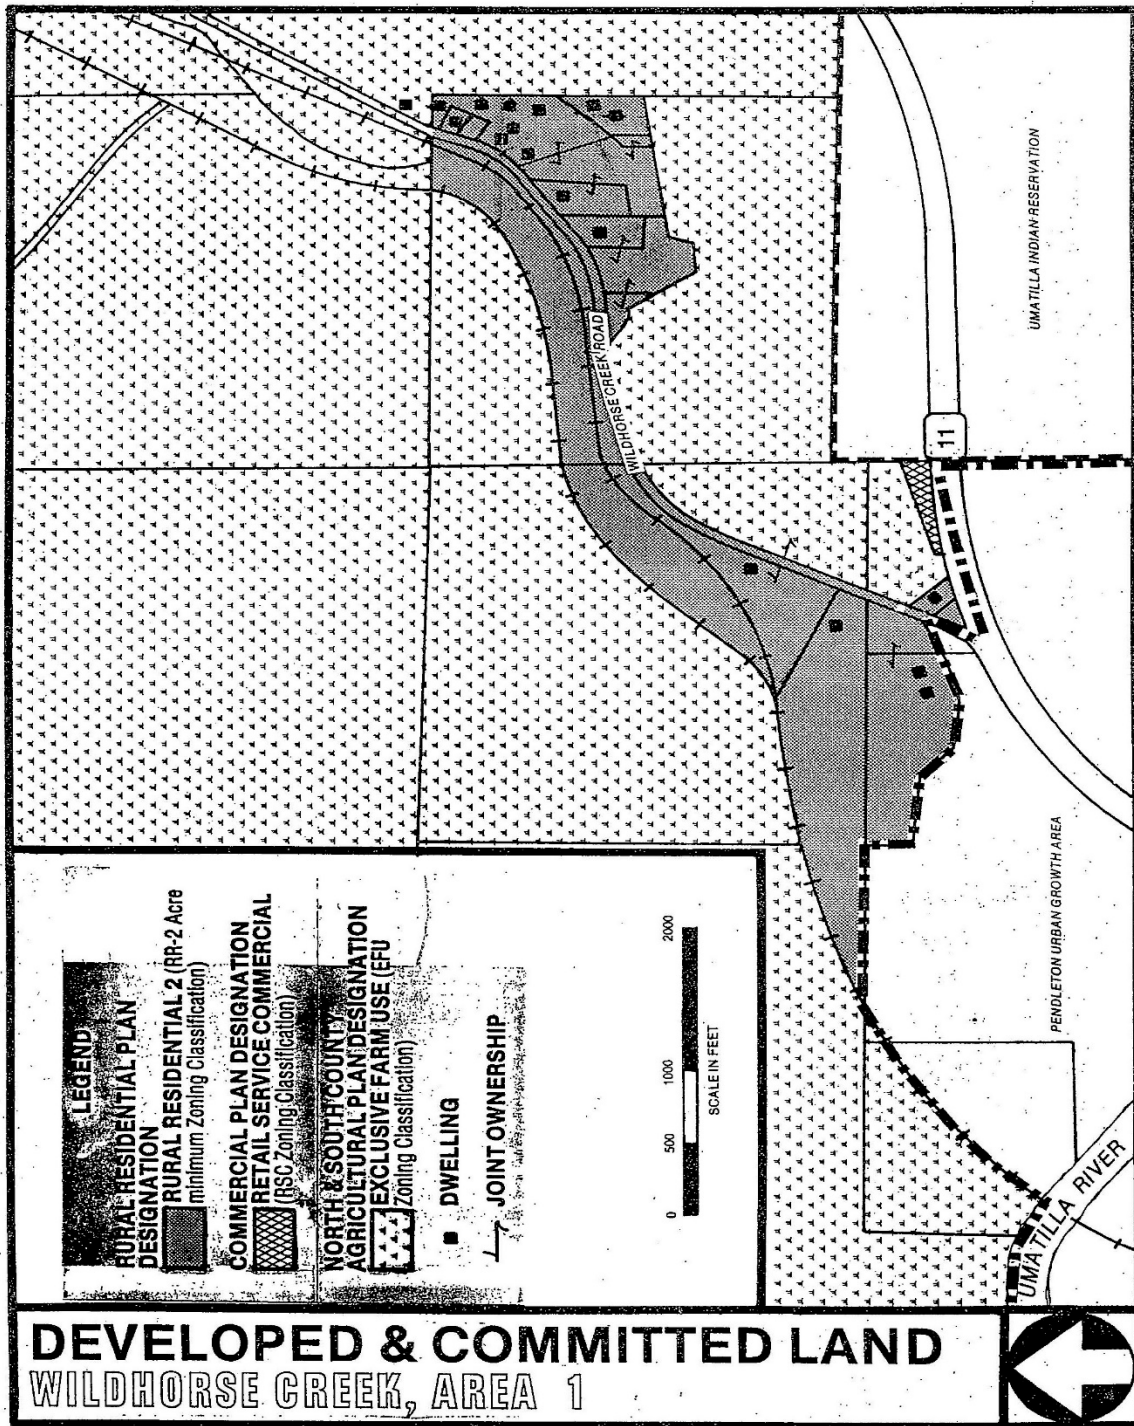 DEVELOPED & COMMITTED LAND
WILDHORSE CREEK, AREA 1
LEGEND
RURAL RESIDENTIAL PLAN
DESIGNATION
RURAL RESIDENTIAL 2 (RR-2 Acre
minimum Zoning Classification)
COMMERCIAL PLAN DESIGNATION
RETAIL SERVICE COMMERCIAL
(RSC Zoning Classification)
NORTH & SOUTH COUNTY
AGRICULTURAL PLAN DESIGNATION
EXCLUSIVE FARM USE (EFU
Zoning Classification)
DWELLING
JOINT OWNERSHIP
0 500 1000 2000
SCALE IN FEET
WILDHORSE CREEK ROAD
UMATILLA INDIAN RESERVATION
11
PENDLETON URBAN GROWTH AREA
UMATILLA RIVER